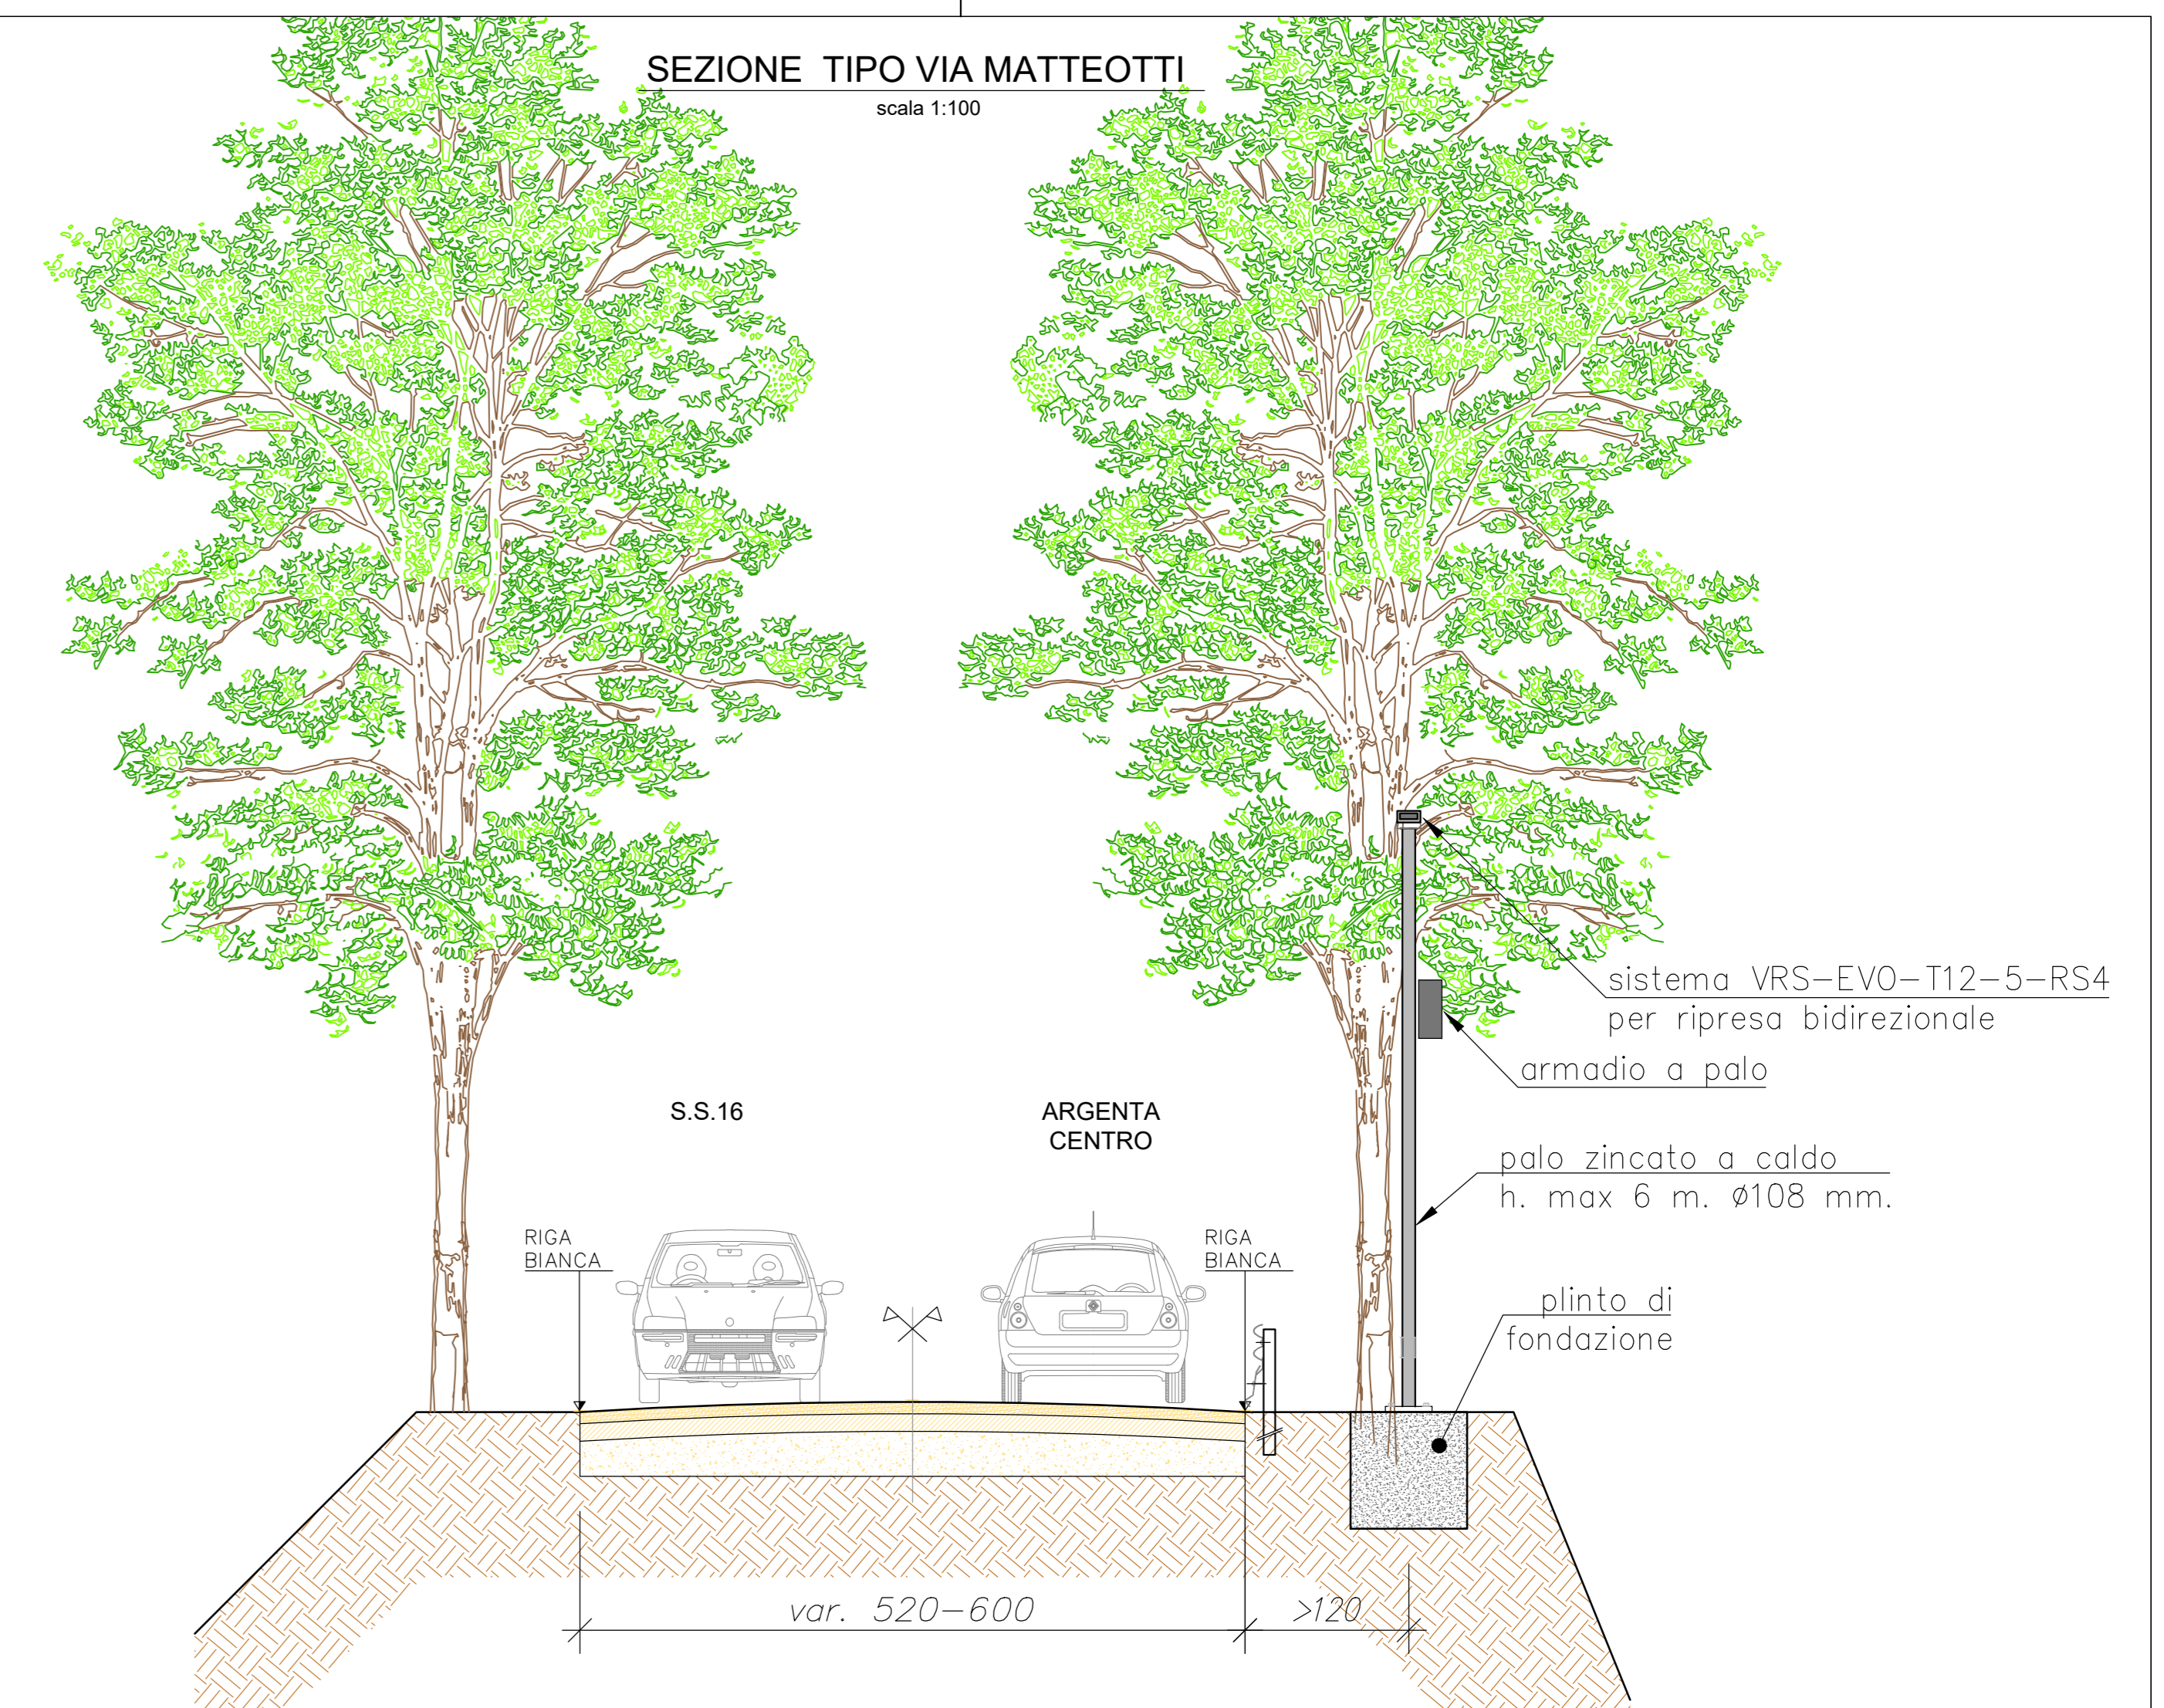 SEZIONE TIPO VIA MATTEOTTI
scala 1:100
sistema VRS-EVO-T12-5-RS4
per ripresa bidirezionale
armadio a palo
S.S.16
ARGENTA
CENTRO
palo zincato a caldo
h. max 6 m. ø108 mm.
RIGA
BIANCA
RIGA
BIANCA
plinto di
fondazione
var. 520-600
>120